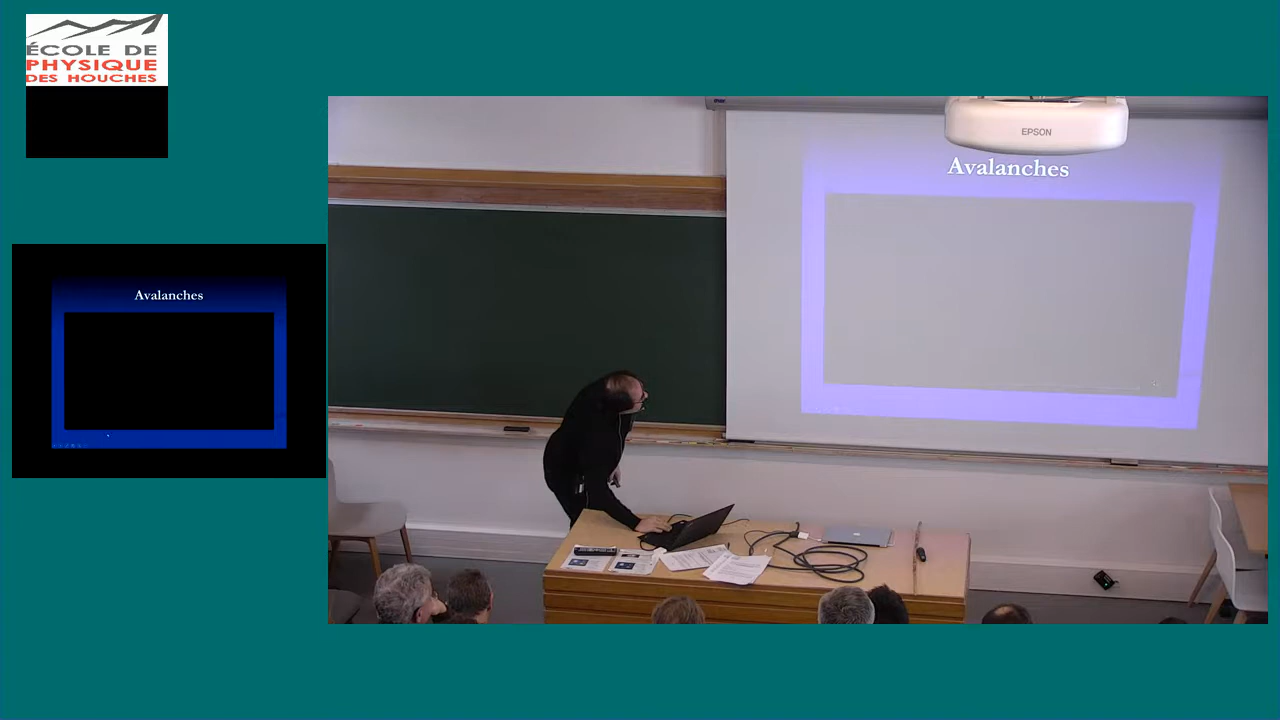 ÉCOLE DE
PHYSIQUE
DES HOUCHES
Avalanches
EPSON
Avalanches